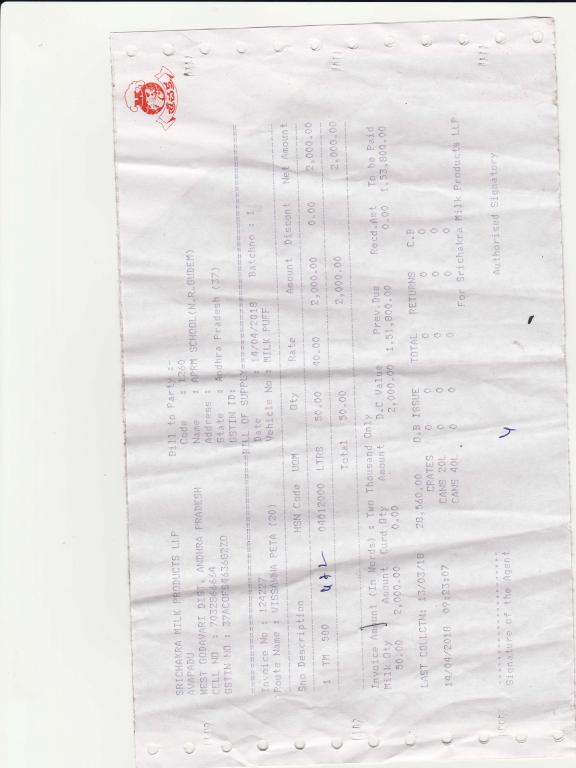 SRICHAKRA MILK PRODUCTS LLP
AVAPADU
WEST GODAVARI DIST, ANDHRA PRADESH
CELL NO : 7032866664
GSTIN NO :
Bill to Party :-
Code : 1260
Name : APRM SCHOOL(N.R.GUDEM)
Address :
State : Andhra Pradesh (37)
GSTIN ID:
BILL OF SUPPLY
Invoice No : 124227
Date : 14/04/2018 Batchno : 1
Route Name : VISSANNA PETA (20)
Vehicle No : MILK PUFF
Sno Description HSN Code UOM Qty Rate Amount Discont Net Amount
1 TM 500 04012000 LTRS 50.00 40.00 2,000.00 0.00 2,000.00
Total 50.00 2,000.00 2,000.00
Invoice Amount (In Words) : Two Thousand Only
Milk Qty Amount Curd Qty Amount D.C Value Prev.Due Recd.Amt To be Paid
50.00 2,000.00 0.00 2,000.00 1,51,800.00 0.00 1,53,800.00
LAST COLLCTN: 13/03/18 28,560.00 O.B ISSUE TOTAL RETURNS C.B
CRATES 0 0 0 0 0
CANS 20L 0 0 0 0 0
CANS 40L 0 0 0 0 0
14/04/2018 09:23:07
For Srichakra Milk Products LLP
Signature of the Agent
Authorised Signatory